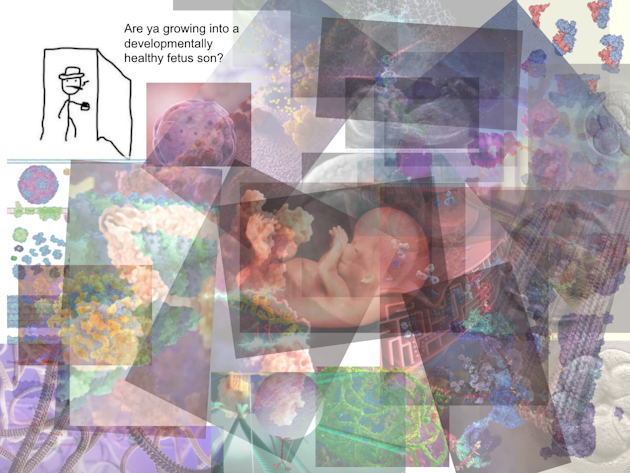 Are ya growing into a
developmentally
healthy fetus son?